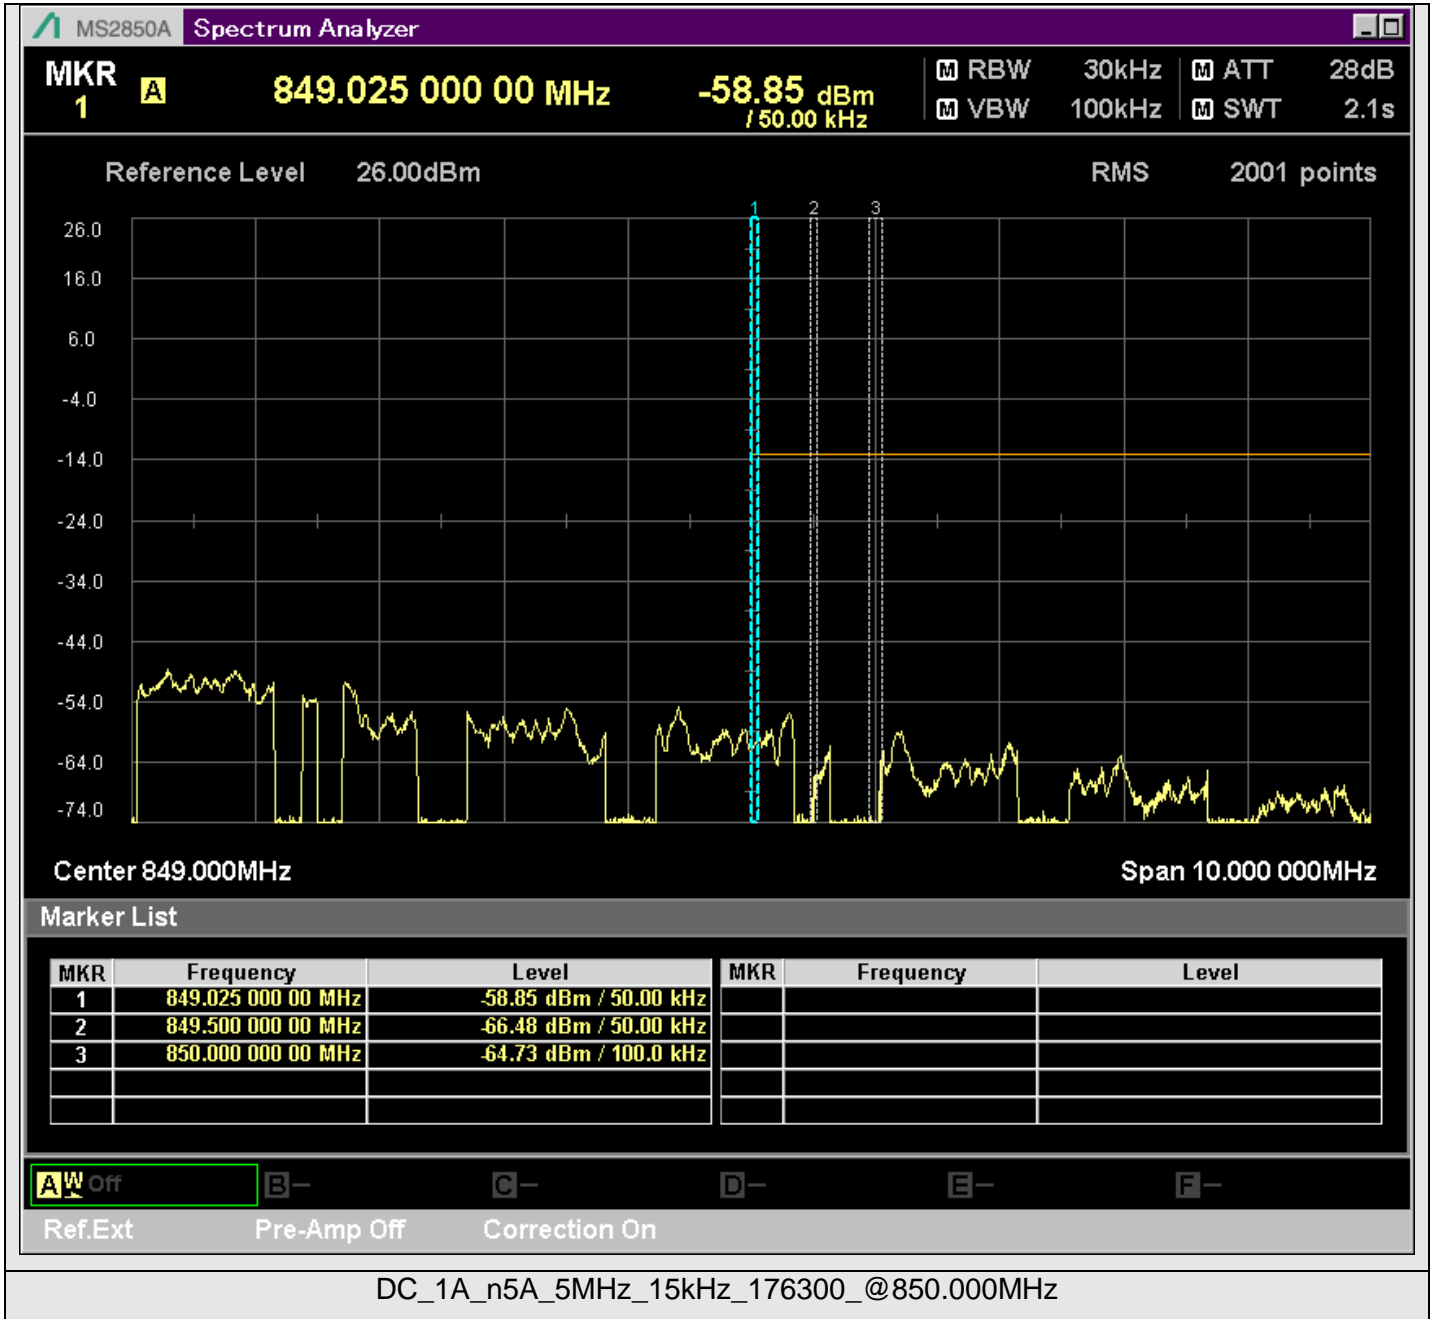 MS2850A Spectrum Analyzer
MKR 1 A 849.025 000 00 MHz -58.85 dBm / 50.00 kHz
M RBW 30kHz M ATT 28dB
M VBW 100kHz M SWT 2.1s
Reference Level 26.00dBm RMS 2001 points
1 2 3
26.0
16.0
6.0
-4.0
-14.0
-24.0
-34.0
-44.0
-54.0
-64.0
-74.0
Center 849.000MHz Span 10.000 000MHz
Marker List
MKR Frequency Level MKR Frequency Level
1 849.025 000 00 MHz -58.85 dBm / 50.00 kHz
2 849.500 000 00 MHz -66.48 dBm / 50.00 kHz
3 850.000 000 00 MHz -64.73 dBm / 100.0 kHz
A W Off B - C - D - E - F -
Ref.Ext Pre-Amp Off Correction On
DC_1A_n5A_5MHz_15kHz_176300_@850.000MHz